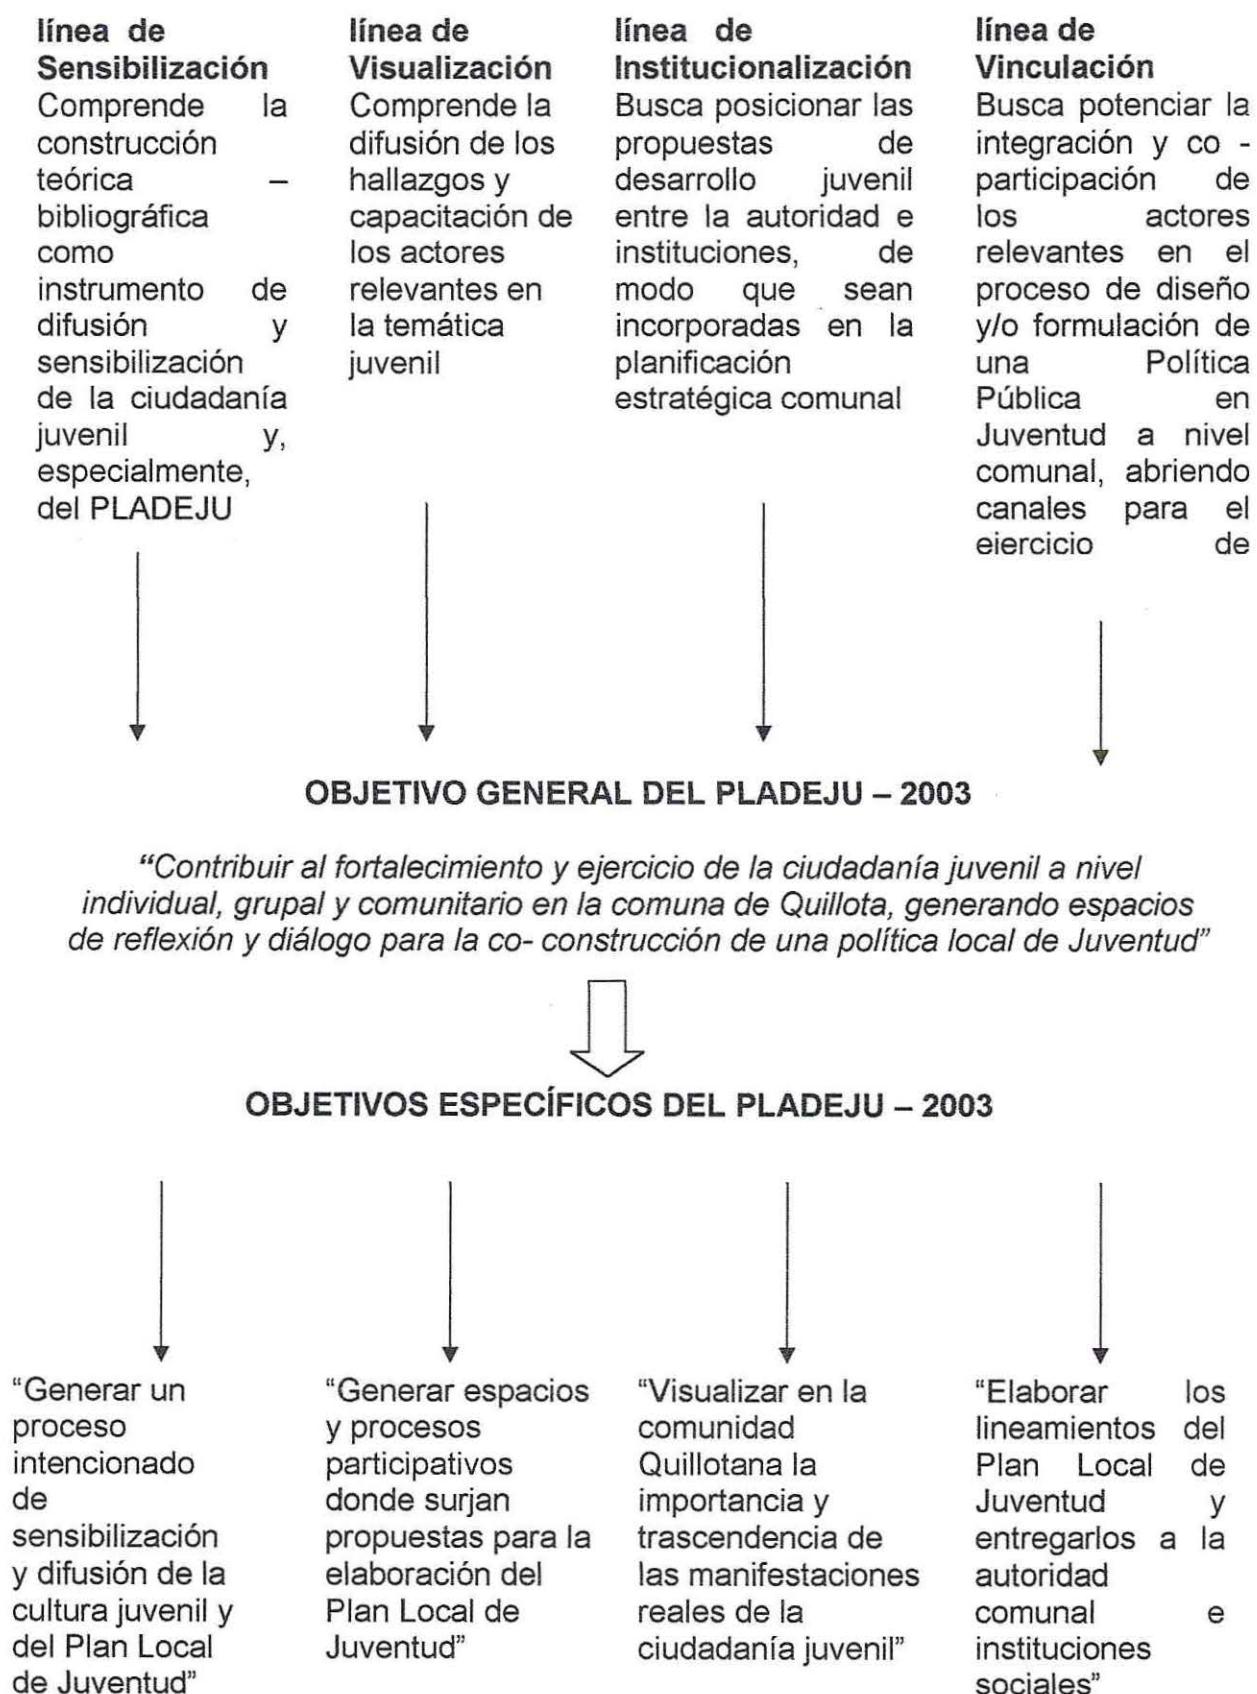 línea de
Sensibilización
Comprende la
construcción
teórica –
bibliográfica
como
instrumento de
difusión y
sensibilización
de la ciudadanía
juvenil y,
especialmente,
del PLADEJU
línea de
Visualización
Comprende la
difusión de los
hallazgos y
capacitación de
los actores
relevantes en
la temática
juvenil
línea de
Institucionalización
Busca posicionar las
propuestas de
desarrollo juvenil
entre la autoridad e
instituciones, de
modo que sean
incorporadas en la
planificación
estratégica comunal
línea de
Vinculación
Busca potenciar la
integración y co -
participación de
los actores
relevantes en el
proceso de diseño
y/o formulación de
una Política
Pública en
Juventud a nivel
comunal, abriendo
canales para el
ejercicio de
OBJETIVO GENERAL DEL PLADEJU – 2003
“Contribuir al fortalecimiento y ejercicio de la ciudadanía juvenil a nivel
individual, grupal y comunitario en la comuna de Quillota, generando espacios
de reflexión y diálogo para la co- construcción de una política local de Juventud”
OBJETIVOS ESPECÍFICOS DEL PLADEJU – 2003
“Generar un
proceso
intencionado
de
sensibilización
y difusión de la
cultura juvenil y
del Plan Local
de Juventud”
“Generar espacios
y procesos
participativos
donde surjan
propuestas para la
elaboración del
Plan Local de
Juventud”
“Visualizar en la
comunidad
Quillotana la
importancia y
trascendencia de
las manifestaciones
reales de la
ciudadanía juvenil”
“Elaborar los
lineamientos del
Plan Local de
Juventud y
entregarlos a la
autoridad
comunal e
instituciones
sociales”